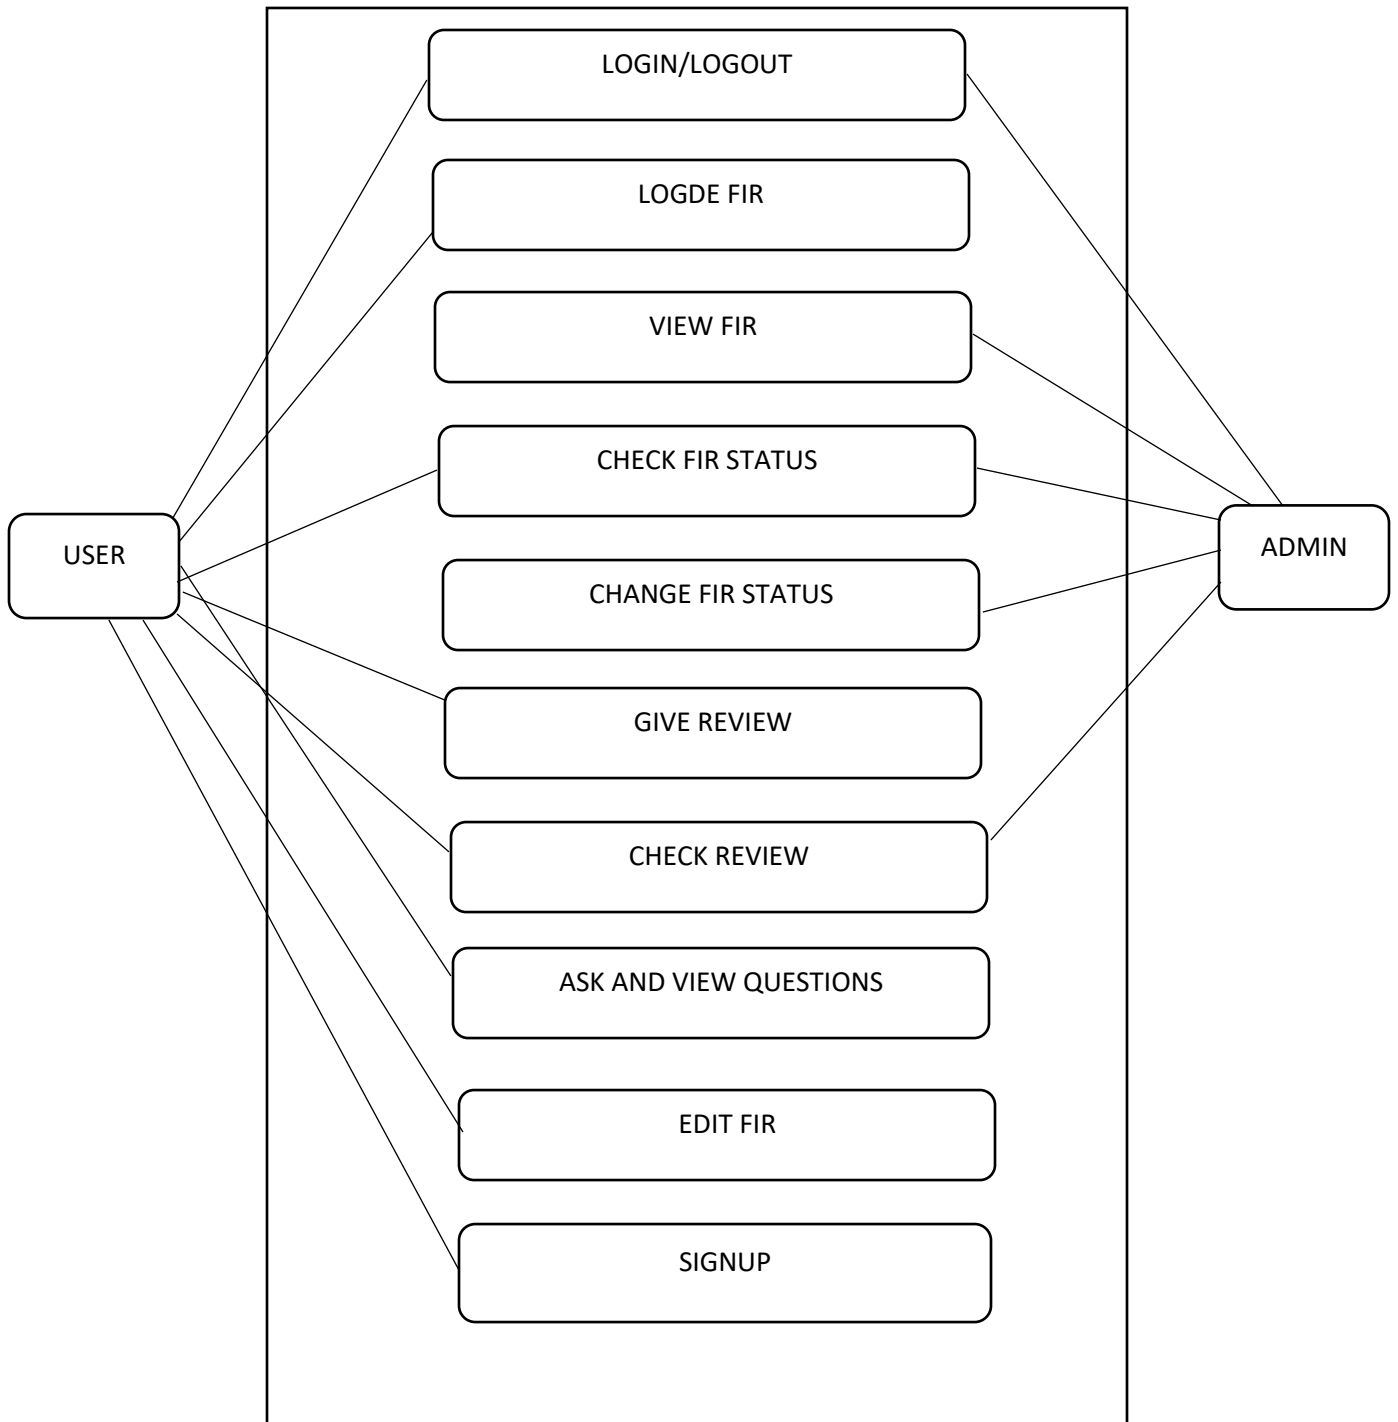 LOGIN/LOGOUT
LOGDE FIR
VIEW FIR
CHECK FIR STATUS
USER
ADMIN
CHANGE FIR STATUS
GIVE REVIEW
CHECK REVIEW
ASK AND VIEW QUESTIONS
EDIT FIR
SIGNUP